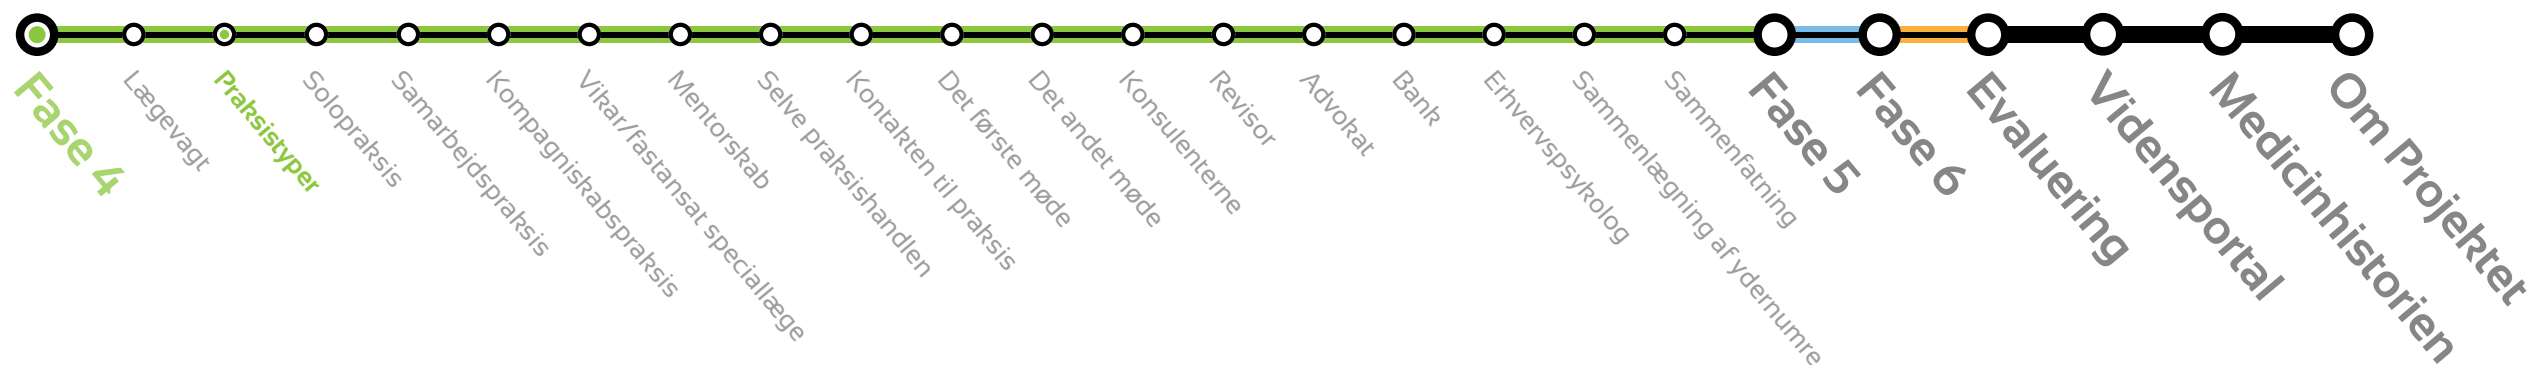 Fase 4
Lægevagt
Praksistyper
Solopraksis
Samarbejdspraksis
Kompagniskabspraksis
Vikar/fastansat speciallæge
Mentorskab
Selve praksishandlen
Kontakten til praksis
Det første møde
Det andet møde
Konsulenterne
Revisor
Advokat
Bank
Erhvervspsykolog
Sammenlægning af ydernumre
Sammenfatning
Fase 5
Fase 6
Evaluering
Vidensportal
Medicinhistorien
Om Projektet